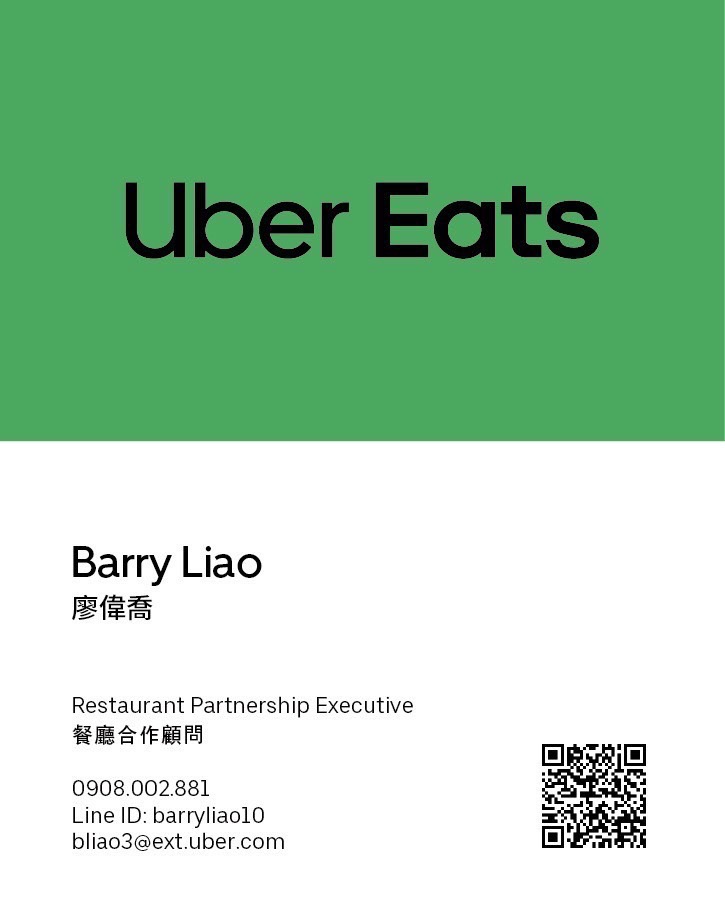 Uber Eats
Barry Liao
廖偉喬
Restaurant Partnership Executive
餐廳合作顧問
0908.002.881
Line ID: barryliao10
bliao3@ext.uber.com